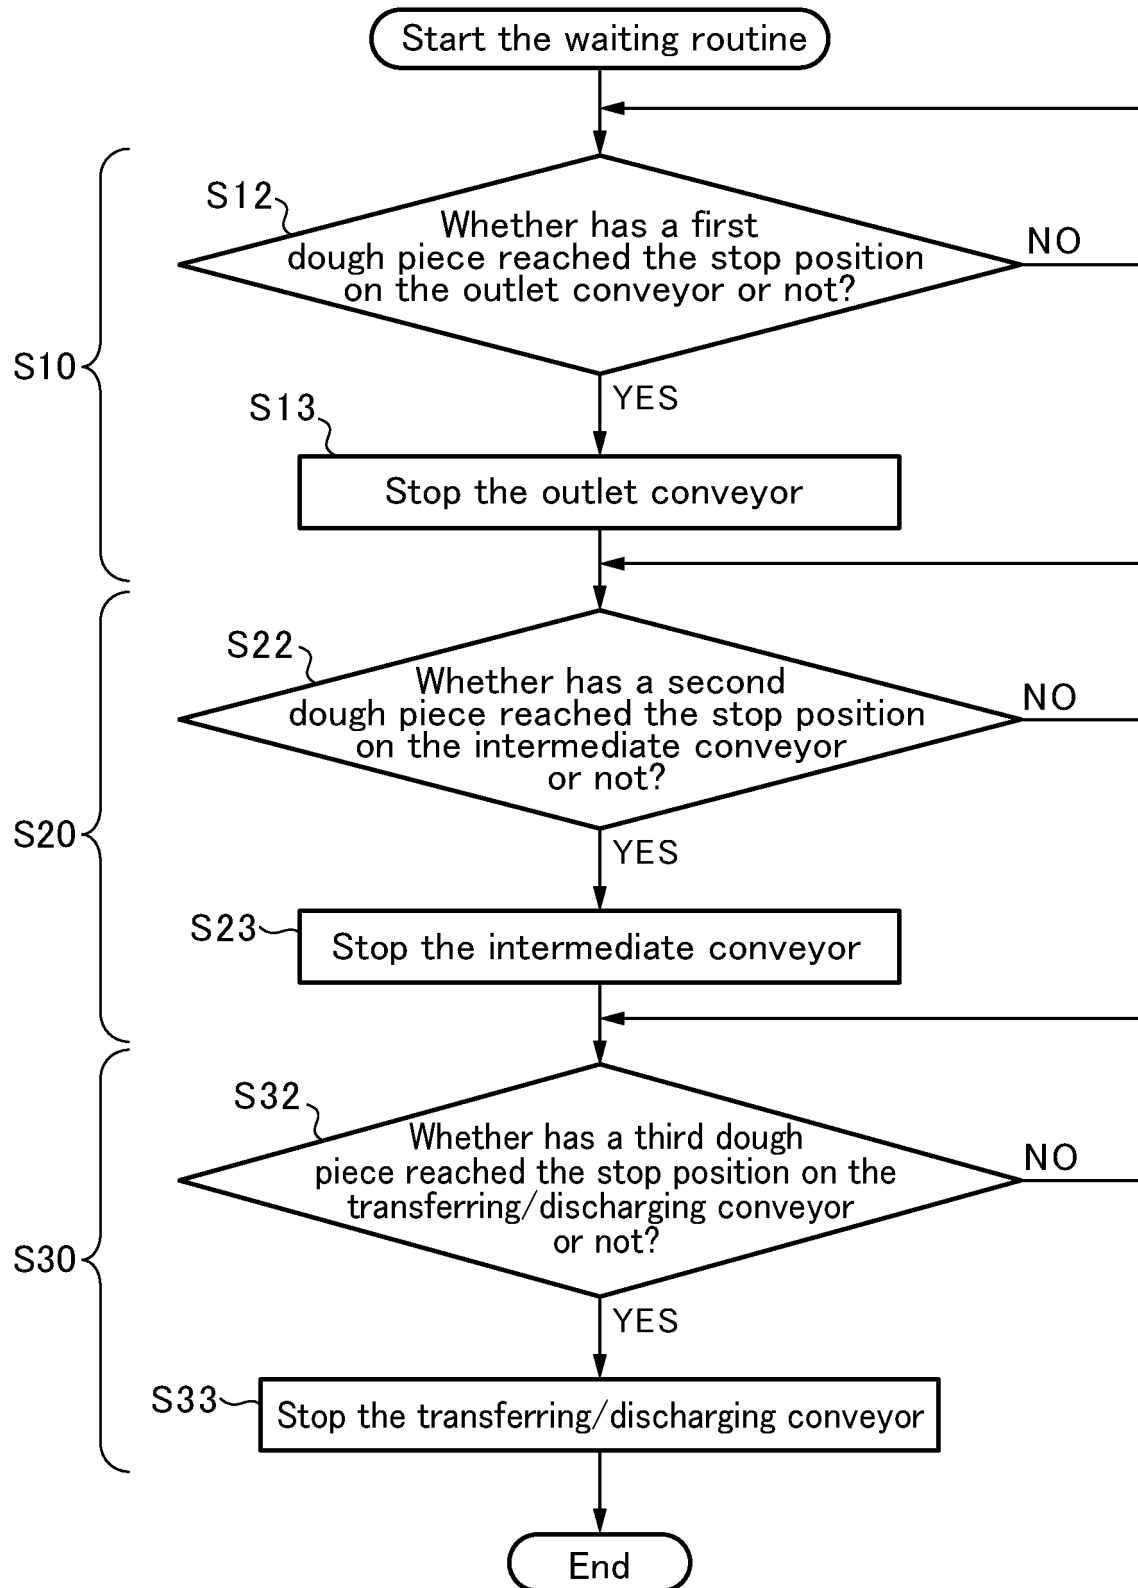 Start the waiting routine
S12
Whether has a first
dough piece reached the stop position
on the outlet conveyor or not?
NO
S10
YES
S13
Stop the outlet conveyor
S22
Whether has a second
dough piece reached the stop position
on the intermediate conveyor
or not?
NO
S20
YES
S23
Stop the intermediate conveyor
S32
Whether has a third dough
piece reached the stop position on the
transferring/discharging conveyor
or not?
NO
S30
YES
S33
Stop the transferring/discharging conveyor
End